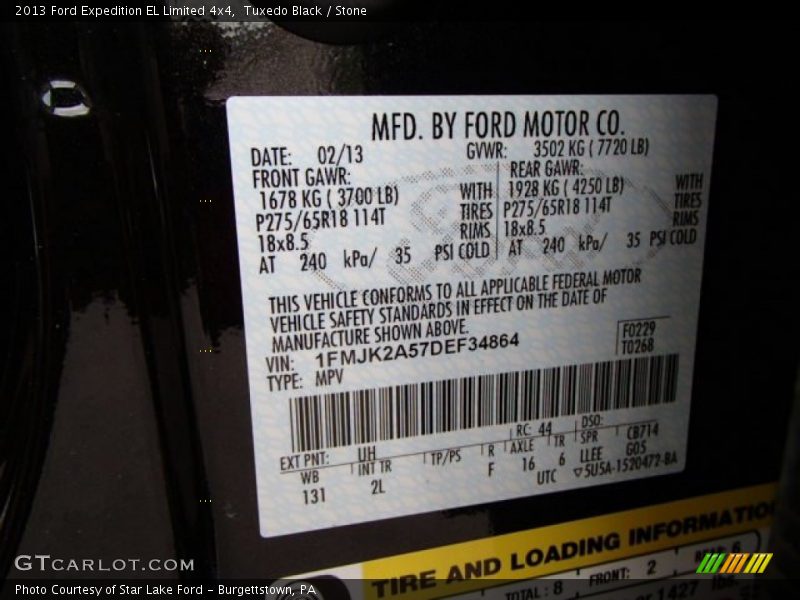 2013 Ford Expedition EL Limited 4x4, Tuxedo Black / Stone
MFD. BY FORD MOTOR CO.
DATE: 02/13 GVWR: 3502 KG ( 7720 LB)
FRONT GAWR: REAR GAWR:
1678 KG ( 3700 LB) WITH 1928 KG ( 4250 LB) WITH
P275/65R18 114T TIRES P275/65R18 114T TIRES
18x8.5 RIMS 18x8.5 RIMS
AT 240 kPa/ 35 PSI COLD AT 240 kPa/ 35 PSI COLD
THIS VEHICLE CONFORMS TO ALL APPLICABLE FEDERAL MOTOR
VEHICLE SAFETY STANDARDS IN EFFECT ON THE DATE OF
MANUFACTURE SHOWN ABOVE.
VIN: 1FMJK2A57DEF34864 F0229
TYPE: MPV T0268
EXT PNT: UH RC: 44 DSO:
WB INT TR TP/PS R AXLE TR SPR CB714
131 2L F 16 6 LLEE G05
UTC ▽5U5A-1520472-BA
TIRE AND LOADING INFORMATIO
TOTAL : 8 FRONT: 2
1427 lbs.
GTCARLOT.COM
Photo Courtesy of Star Lake Ford - Burgettstown, PA